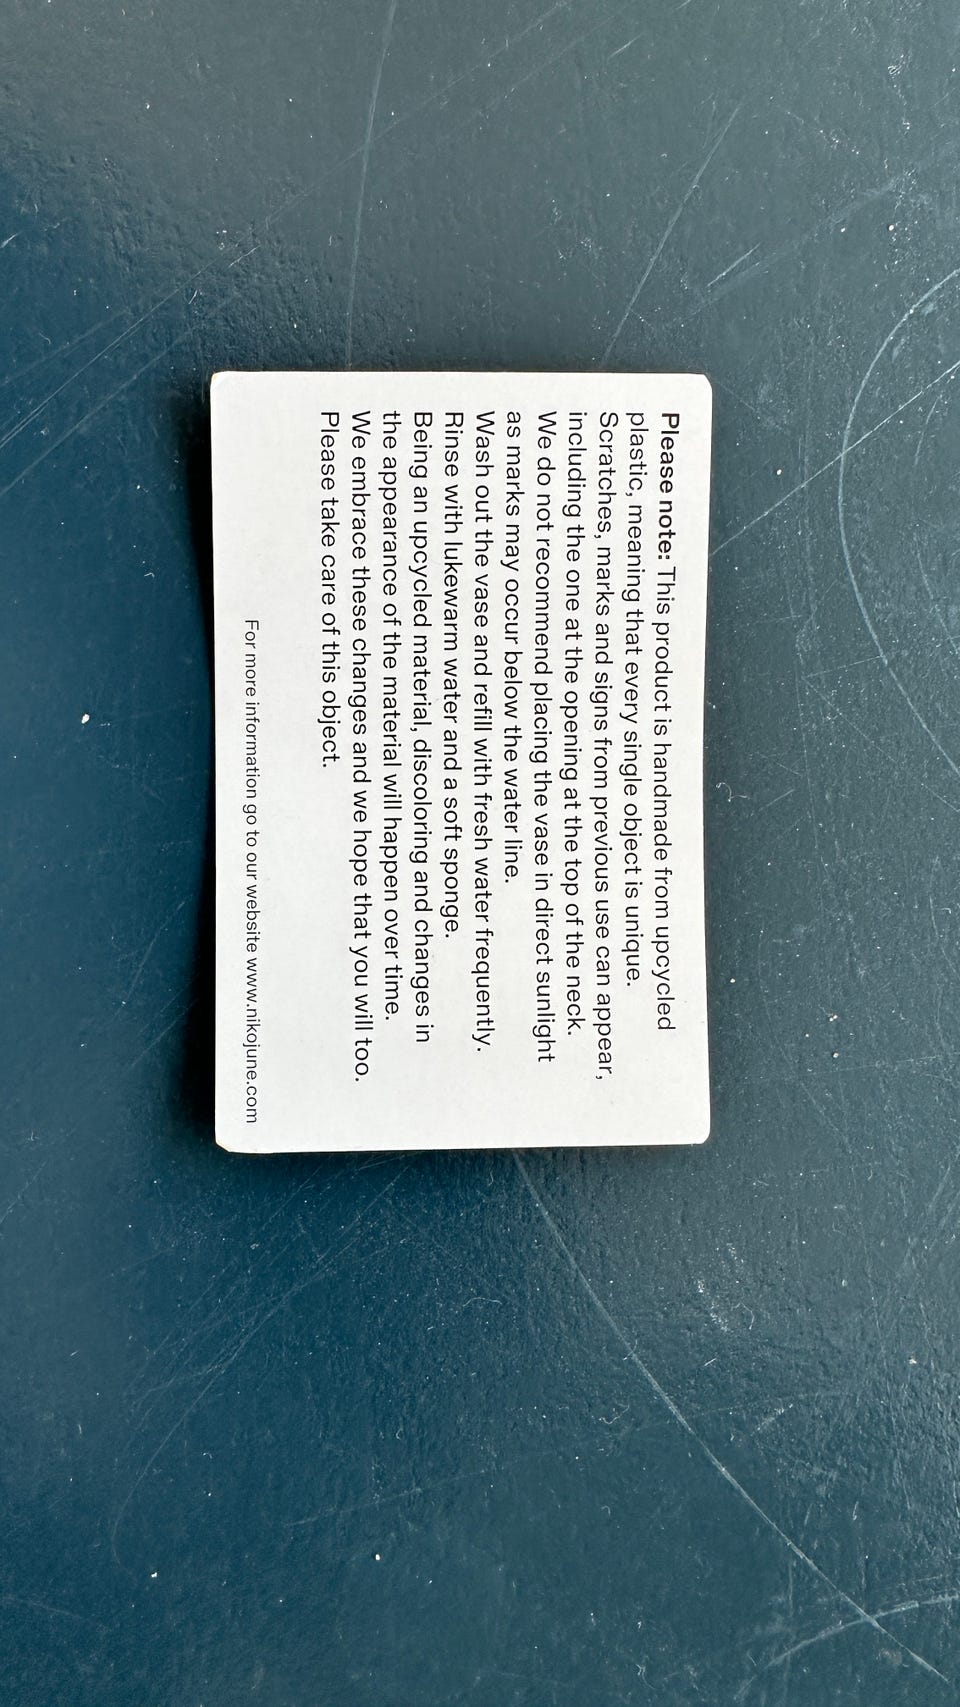 Please note: This product is handmade from upcycled
plastic, meaning that every single object is unique.
Scratches, marks and signs from previous use can appear,
including the one at the opening at the top of the neck.
We do not recommend placing the vase in direct sunlight
as marks may occur below the water line.
Wash out the vase and refill with fresh water frequently.
Rinse with lukewarm water and a soft sponge.
Being an upcycled material, discoloring and changes in
the appearance of the material will happen over time.
We embrace these changes and we hope that you will too.
Please take care of this object.
For more information go to our website www.nikojune.com